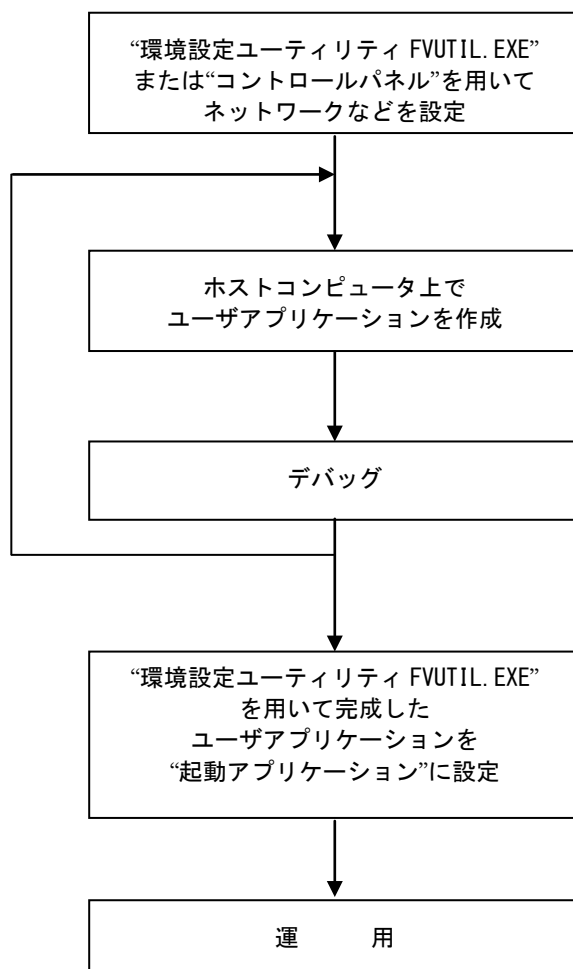 “環境設定ユーティリティ FVUTIL.EXE”
または“コントロールパネル”を用いて
ネットワークなどを設定
ホストコンピュータ上で
ユーザアプリケーションを作成
デバッグ
“環境設定ユーティリティ FVUTIL.EXE”
を用いて完成した
ユーザアプリケーションを
“起動アプリケーション”に設定
運　　用